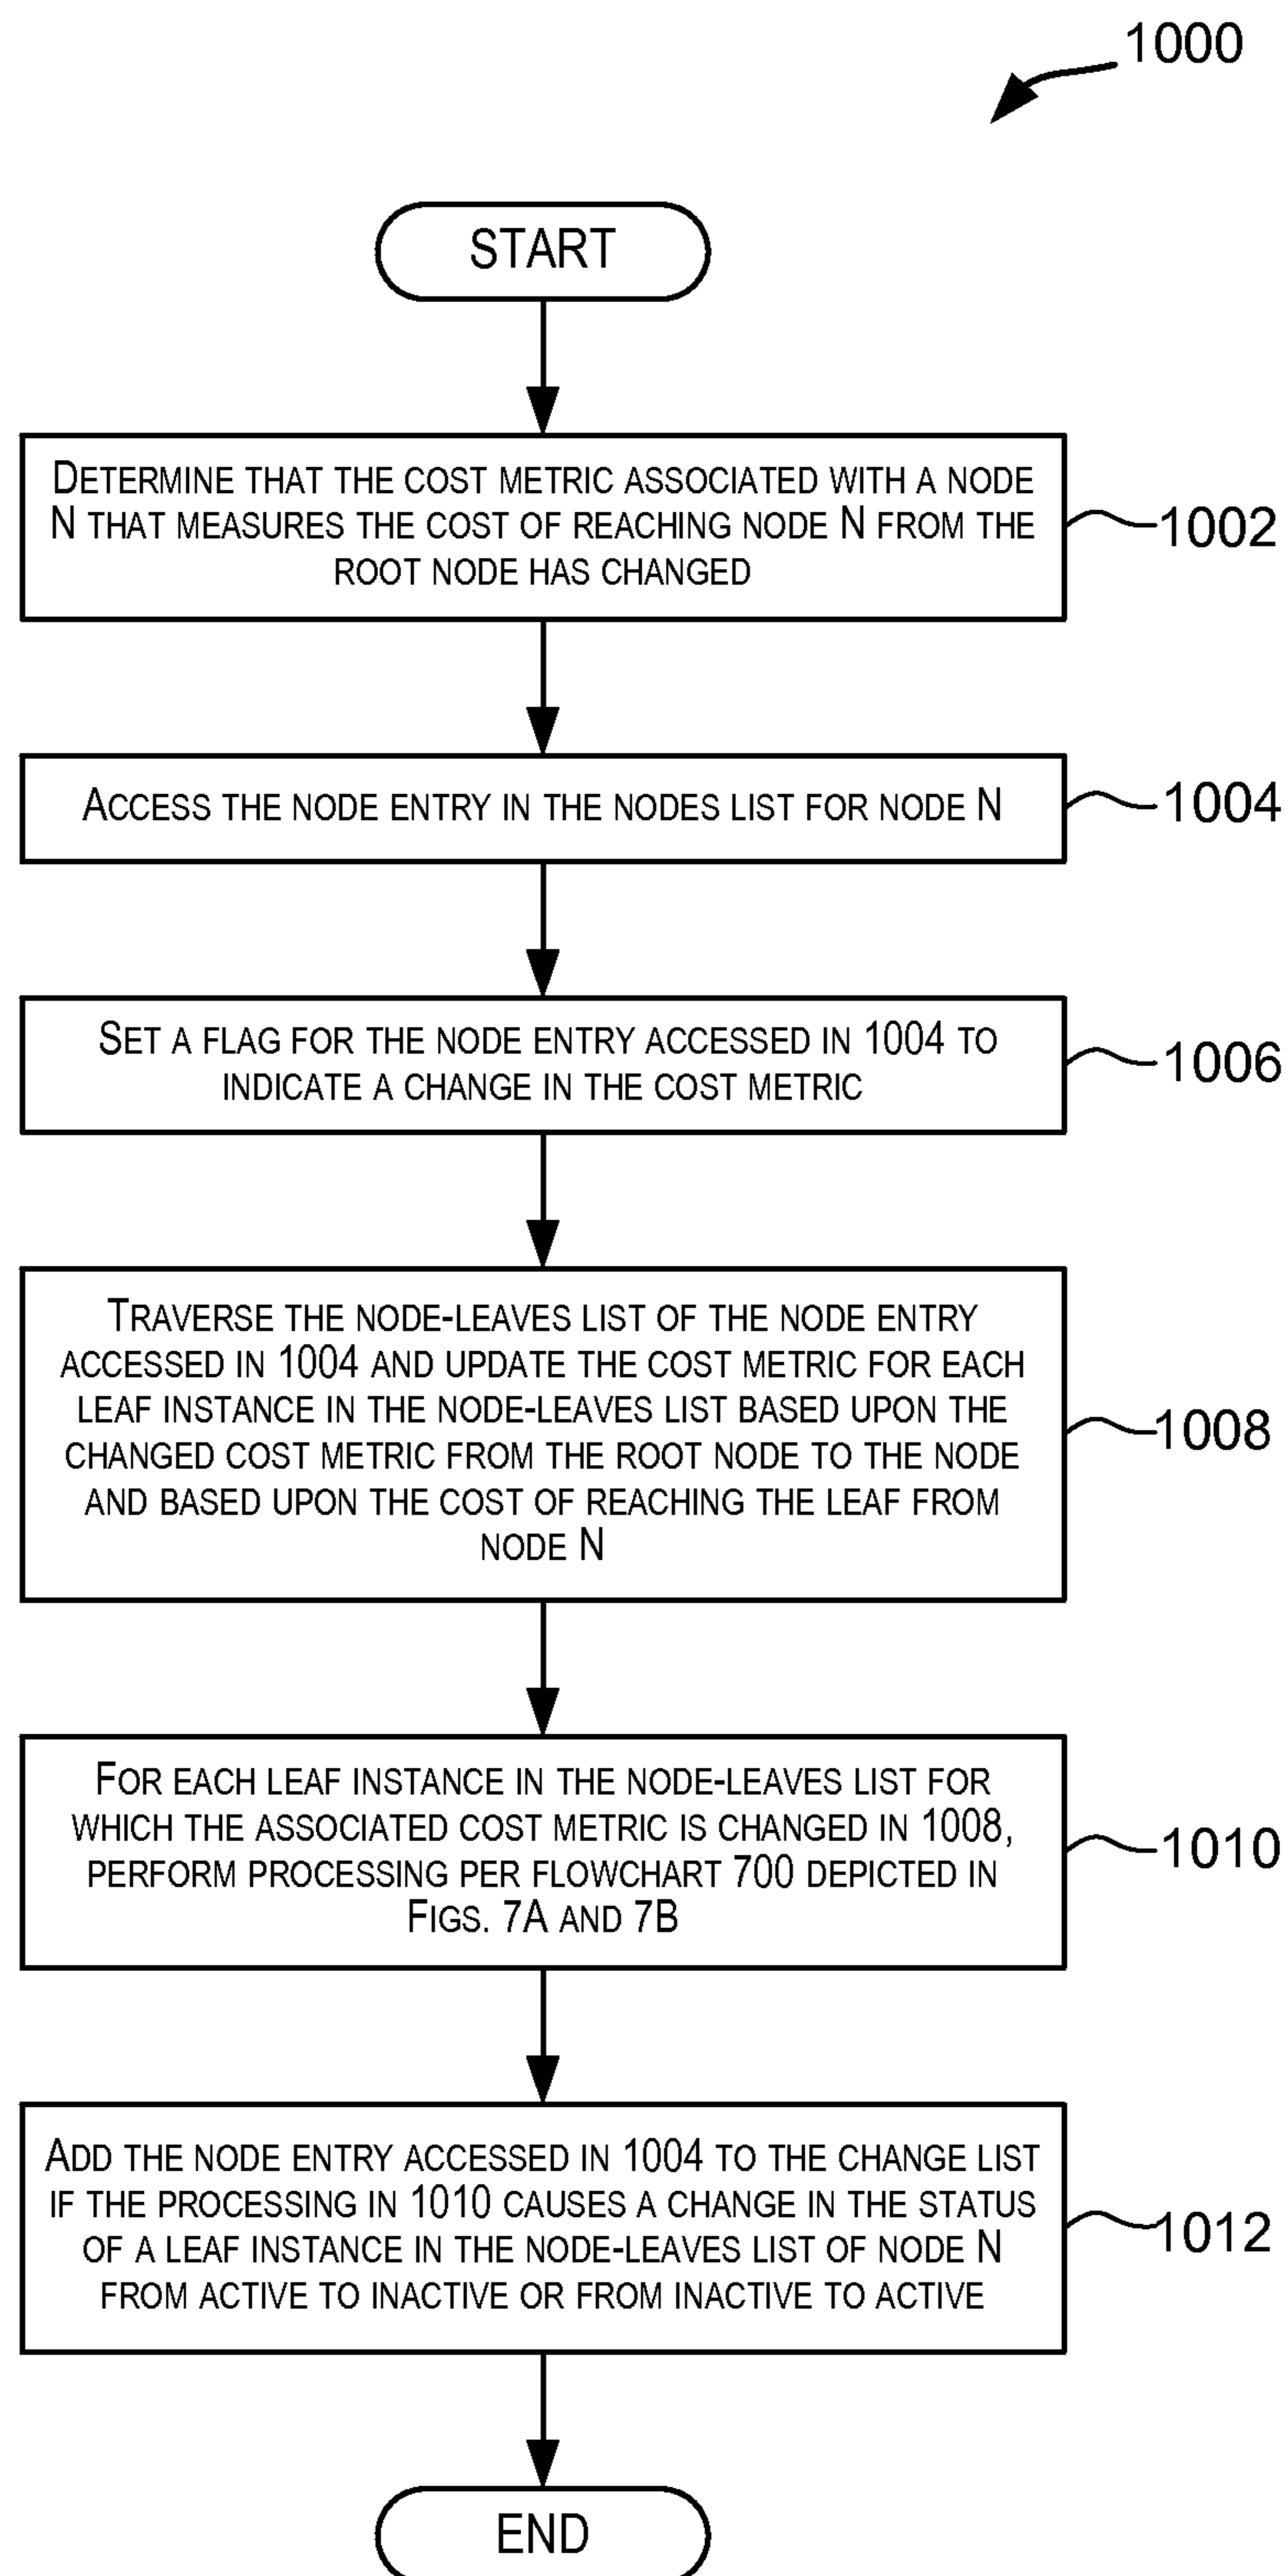 1000
START
DETERMINE THAT THE COST METRIC ASSOCIATED WITH A NODE
N THAT MEASURES THE COST OF REACHING NODE N FROM THE
ROOT NODE HAS CHANGED
1002
ACCESS THE NODE ENTRY IN THE NODES LIST FOR NODE N
1004
SET A FLAG FOR THE NODE ENTRY ACCESSED IN 1004 TO
INDICATE A CHANGE IN THE COST METRIC
1006
TRAVERSE THE NODE-LEAVES LIST OF THE NODE ENTRY
ACCESSED IN 1004 AND UPDATE THE COST METRIC FOR EACH
LEAF INSTANCE IN THE NODE-LEAVES LIST BASED UPON THE
CHANGED COST METRIC FROM THE ROOT NODE TO THE NODE
AND BASED UPON THE COST OF REACHING THE LEAF FROM
NODE N
1008
FOR EACH LEAF INSTANCE IN THE NODE-LEAVES LIST FOR
WHICH THE ASSOCIATED COST METRIC IS CHANGED IN 1008,
PERFORM PROCESSING PER FLOWCHART 700 DEPICTED IN
FIGS. 7A AND 7B
1010
ADD THE NODE ENTRY ACCESSED IN 1004 TO THE CHANGE LIST
IF THE PROCESSING IN 1010 CAUSES A CHANGE IN THE STATUS
OF A LEAF INSTANCE IN THE NODE-LEAVES LIST OF NODE N
FROM ACTIVE TO INACTIVE OR FROM INACTIVE TO ACTIVE
1012
END